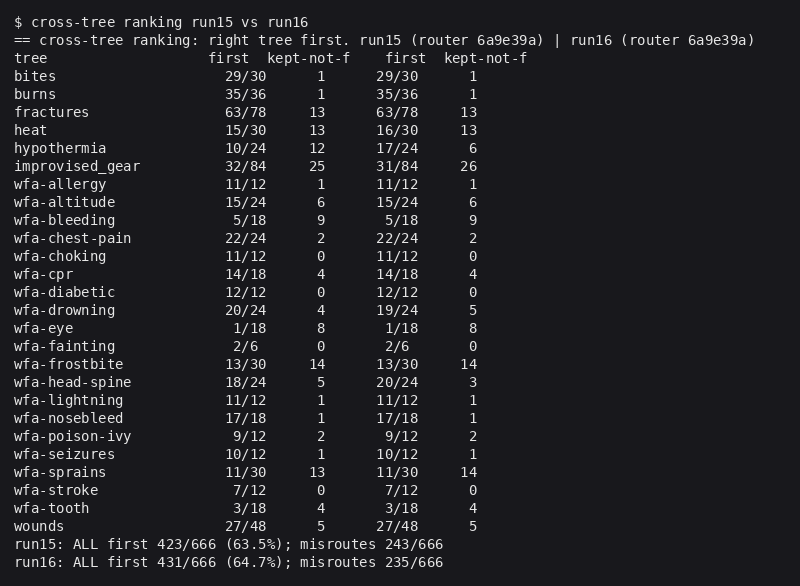 $ cross-tree ranking run15 vs run16
== cross-tree ranking: right tree first. run15 (router 6a9e39a) | run16 (router 6a9e39a)
tree first kept-not-f first kept-not-f
bites 29/30 1 29/30 1
burns 35/36 1 35/36 1
fractures 63/78 13 63/78 13
heat 15/30 13 16/30 13
hypothermia 10/24 12 17/24 6
improvised_gear 32/84 25 31/84 26
wfa-allergy 11/12 1 11/12 1
wfa-altitude 15/24 6 15/24 6
wfa-bleeding 5/18 9 5/18 9
wfa-chest-pain 22/24 2 22/24 2
wfa-choking 11/12 0 11/12 0
wfa-cpr 14/18 4 14/18 4
wfa-diabetic 12/12 0 12/12 0
wfa-drowning 20/24 4 19/24 5
wfa-eye 1/18 8 1/18 8
wfa-fainting 2/6 0 2/6 0
wfa-frostbite 13/30 14 13/30 14
wfa-head-spine 18/24 5 20/24 3
wfa-lightning 11/12 1 11/12 1
wfa-nosebleed 17/18 1 17/18 1
wfa-poison-ivy 9/12 2 9/12 2
wfa-seizures 10/12 1 10/12 1
wfa-sprains 11/30 13 11/30 14
wfa-stroke 7/12 0 7/12 0
wfa-tooth 3/18 4 3/18 4
wounds 27/48 5 27/48 5
run15: ALL first 423/666 (63.5%); misroutes 243/666
run16: ALL first 431/666 (64.7%); misroutes 235/666